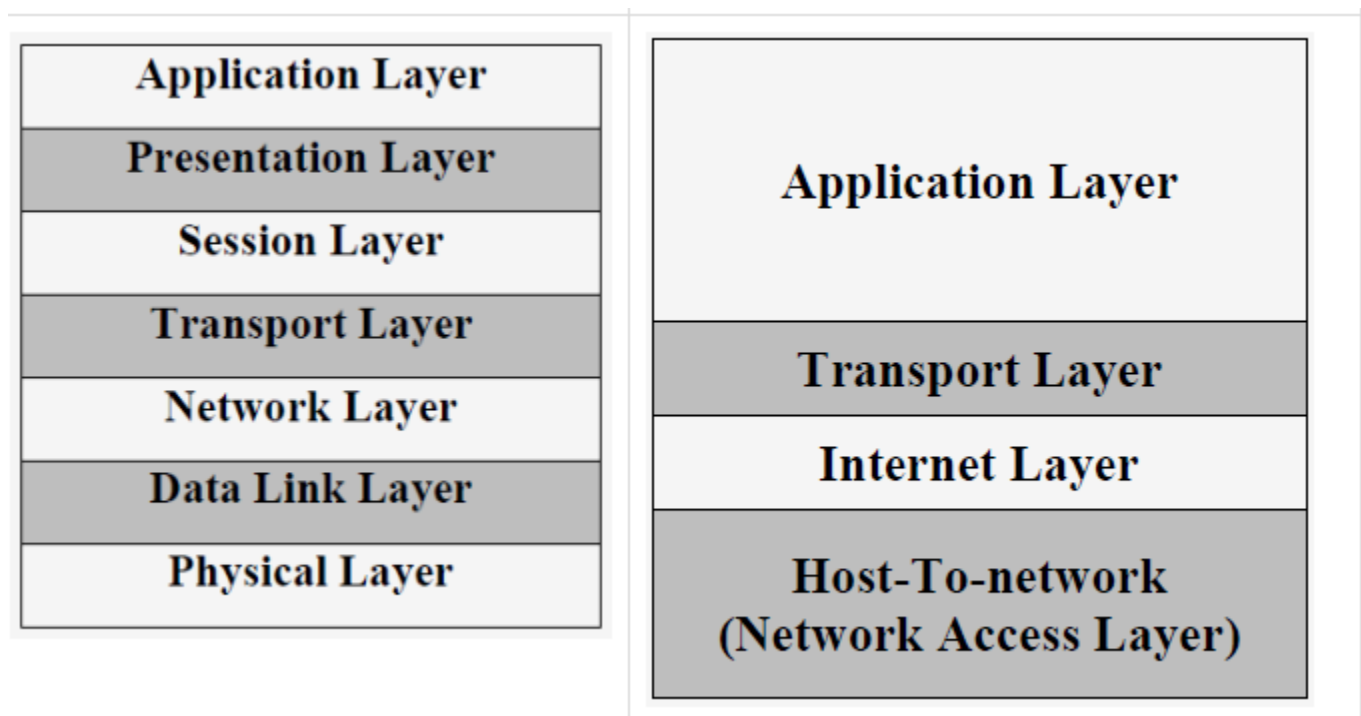 Application Layer
Presentation Layer
Session Layer
Transport Layer
Network Layer
Data Link Layer
Physical Layer
Application Layer
Transport Layer
Internet Layer
Host-To-network
(Network Access Layer)